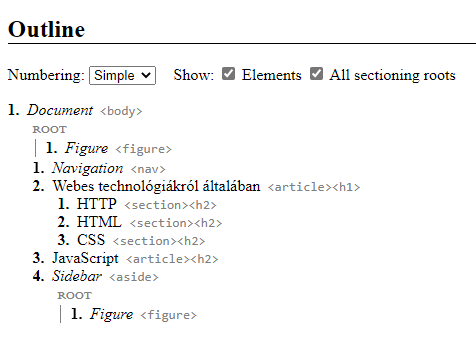 Outline
Numbering: Simple Show: Elements All sectioning roots
1. Document <body>
ROOT
1. Figure <figure>
1. Navigation <nav>
2. Webes technológiákról általában <article><h1>
1. HTTP <section><h2>
2. HTML <section><h2>
3. CSS <section><h2>
3. JavaScript <article><h2>
4. Sidebar <aside>
ROOT
1. Figure <figure>